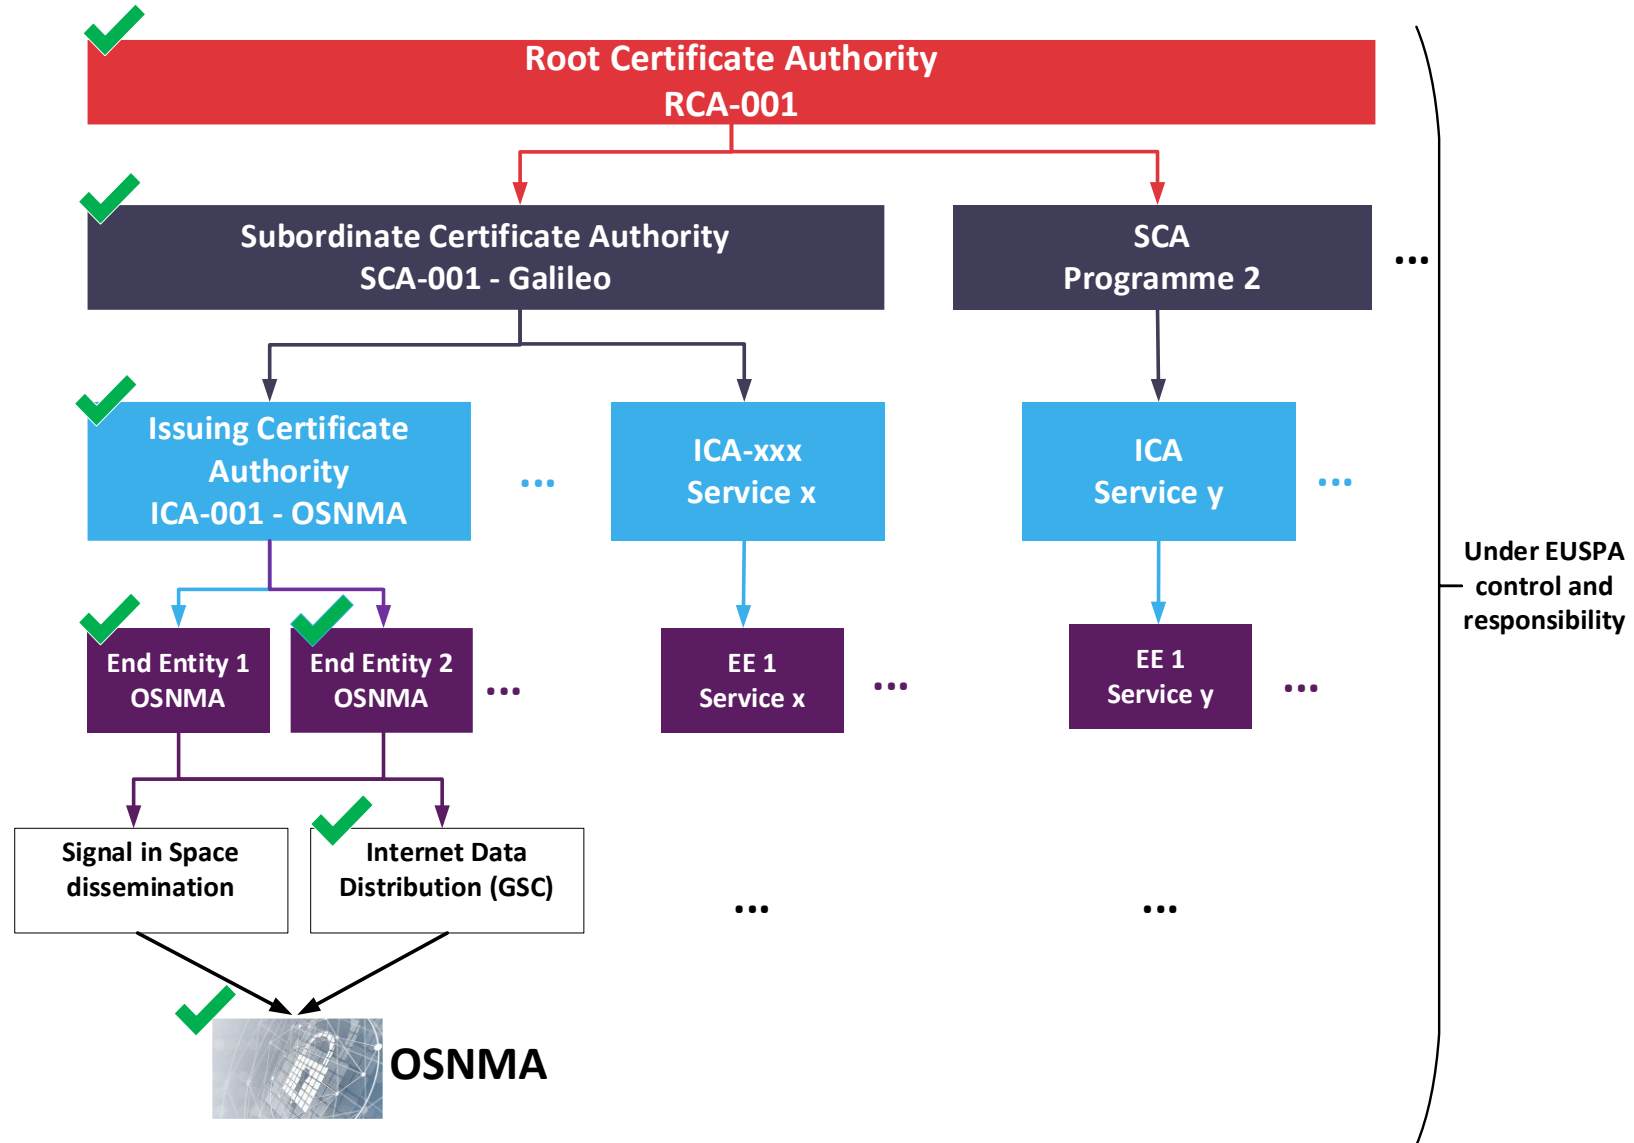 Root Certificate Authority
RCA-001
Subordinate Certificate Authority
SCA-001 - Galileo
SCA
Programme 2
...
Issuing Certificate
Authority
ICA-001 - OSNMA
...
ICA-xxx
Service x
ICA
Service y
...
Under EUSPA
control and
responsibility
End Entity 1
OSNMA
End Entity 2
OSNMA
...
EE 1
Service x
...
EE 1
Service y
...
Signal in Space
dissemination
Internet Data
Distribution (GSC)
...
...
OSNMA